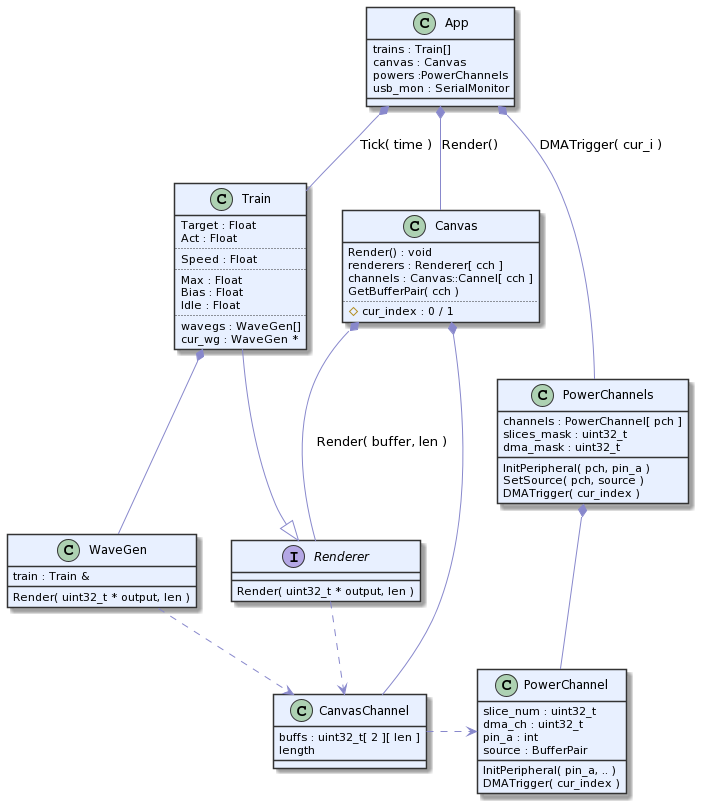 C App
trains : Train[]
canvas : Canvas
powers :PowerChannels
usb_mon : SerialMonitor
Tick( time )
Render()
DMATrigger( cur_i )
C Train
Target : Float
Act : Float
Speed : Float
Max : Float
Bias : Float
Idle : Float
wavegs : WaveGen[]
cur_wg : WaveGen *
C Canvas
Render() : void
renderers : Renderer[ cch ]
channels : Canvas::Cannel[ cch ]
GetBufferPair( cch )
cur_index : 0 / 1
C PowerChannels
channels : PowerChannel[ pch ]
slices_mask : uint32_t
dma_mask : uint32_t
InitPeripheral( pch, pin_a )
SetSource( pch, source )
DMATrigger( cur_index )
Render( buffer, len )
C WaveGen
train : Train &
Render( uint32_t * output, len )
I Renderer
Render( uint32_t * output, len )
C CanvasChannel
buffs : uint32_t[ 2 ][ len ]
length
C PowerChannel
slice_num : uint32_t
dma_ch : uint32_t
pin_a : int
source : BufferPair
InitPeripheral( pin_a, .. )
DMATrigger( cur_index )